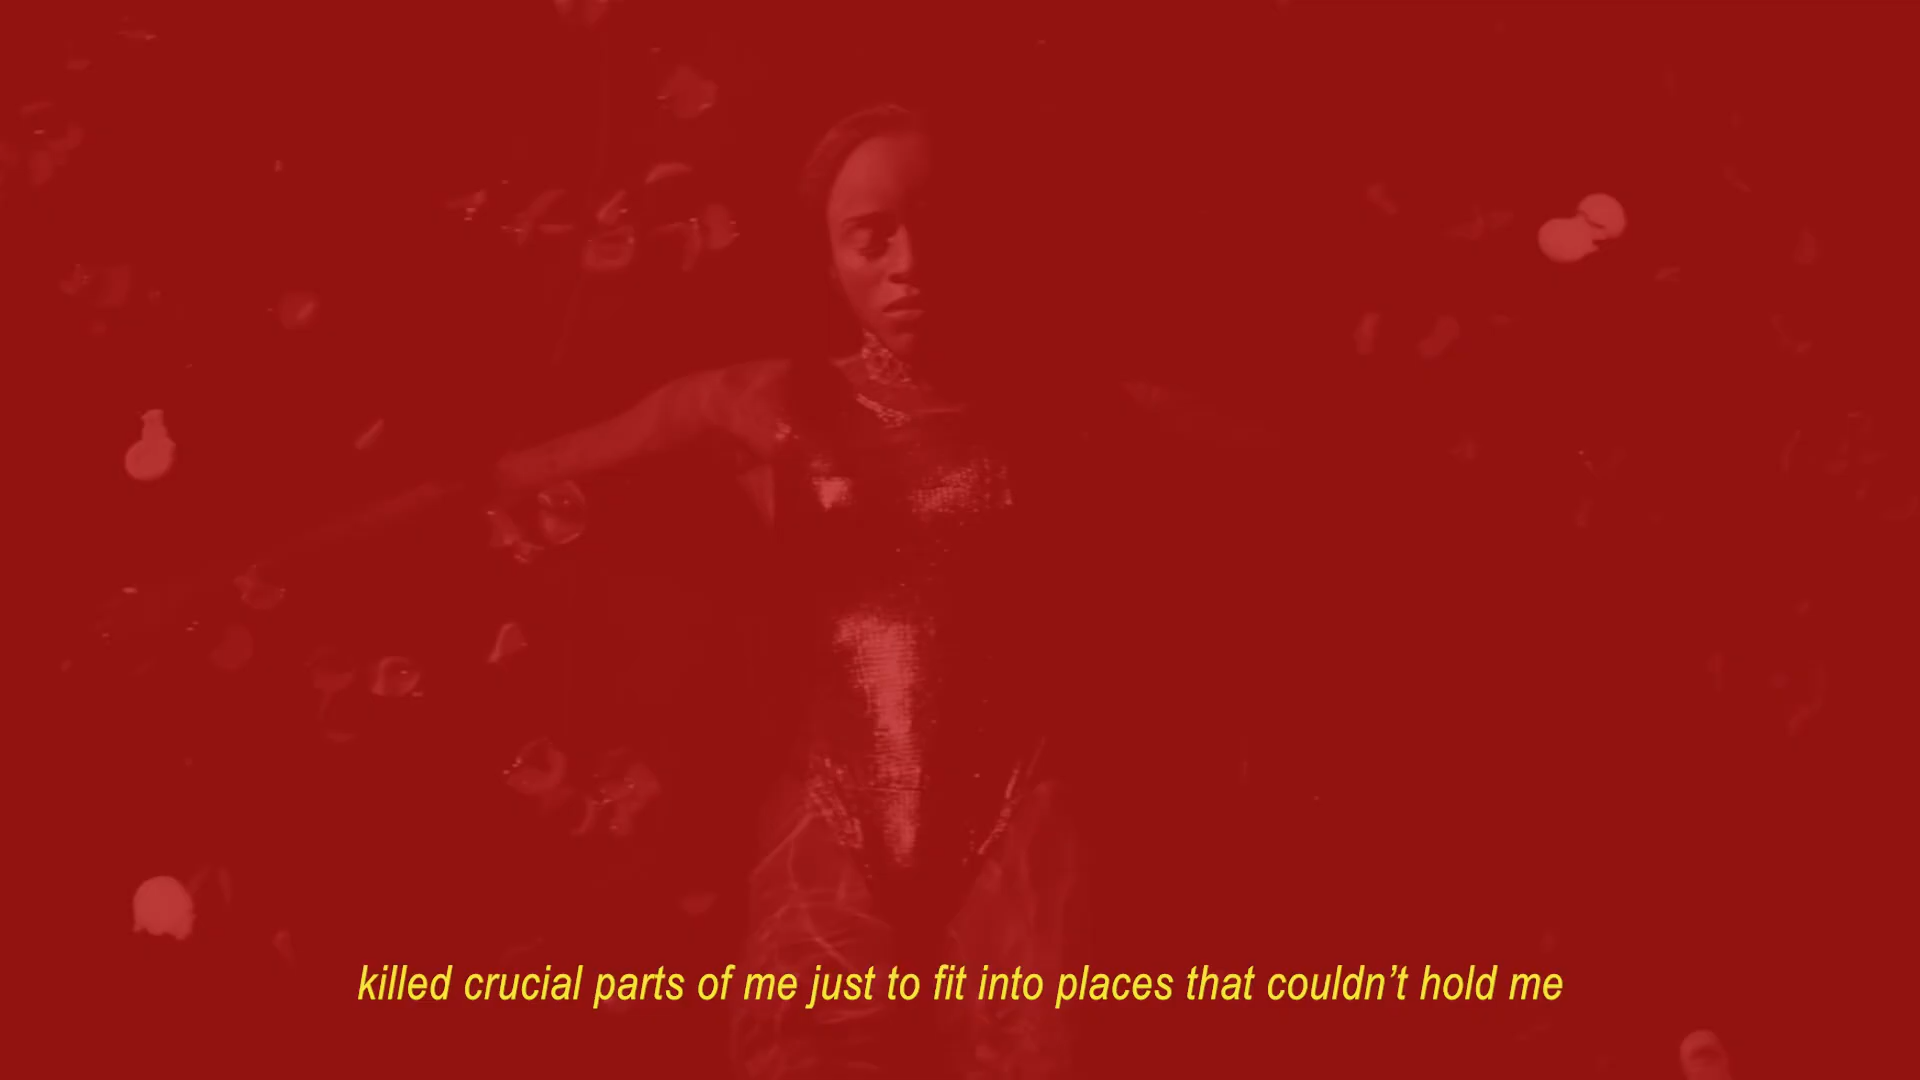 killed crucial parts of me just to fit into places that couldn’t hold me